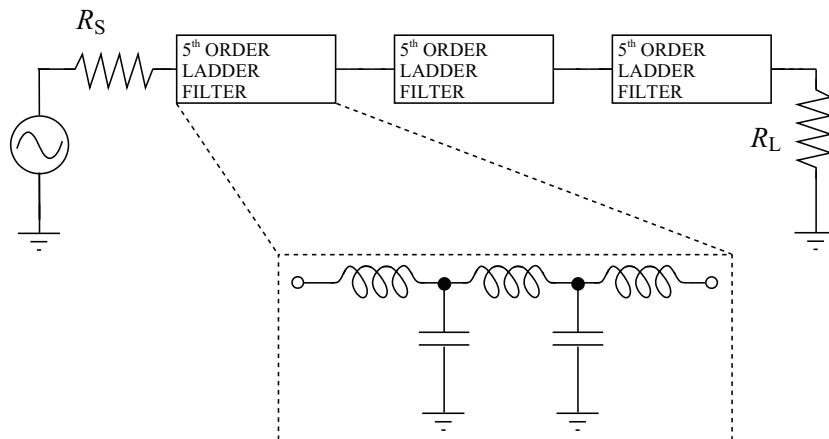 R_S
5th ORDER
LADDER
FILTER
5th ORDER
LADDER
FILTER
5th ORDER
LADDER
FILTER
R_L